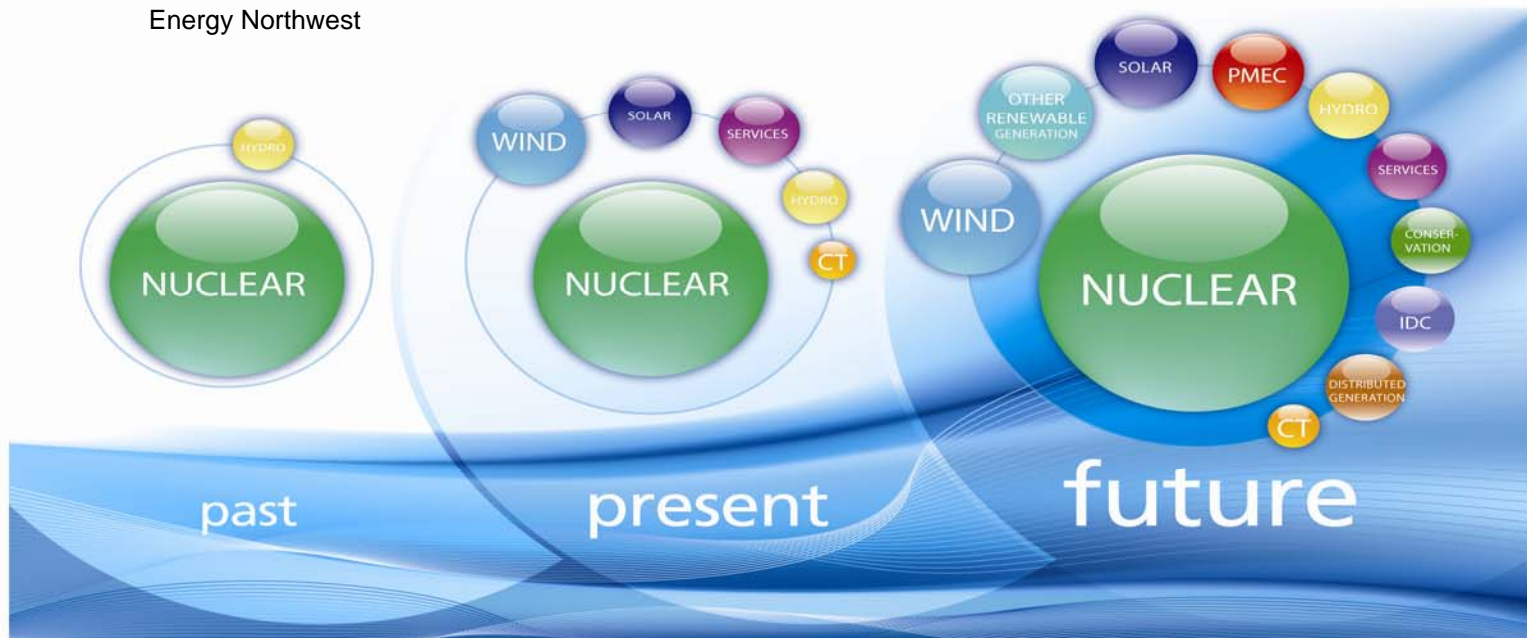 Energy Northwest
HYDRO
NUCLEAR
past
WIND
SOLAR
SERVICES
HYDRO
CT
NUCLEAR
present
WIND
OTHER
RENEWABLE
GENERATION
SOLAR
PMEC
HYDRO
SERVICES
CONSER-
VATION
IDC
DISTRIBUTED
GENERATION
CT
NUCLEAR
future